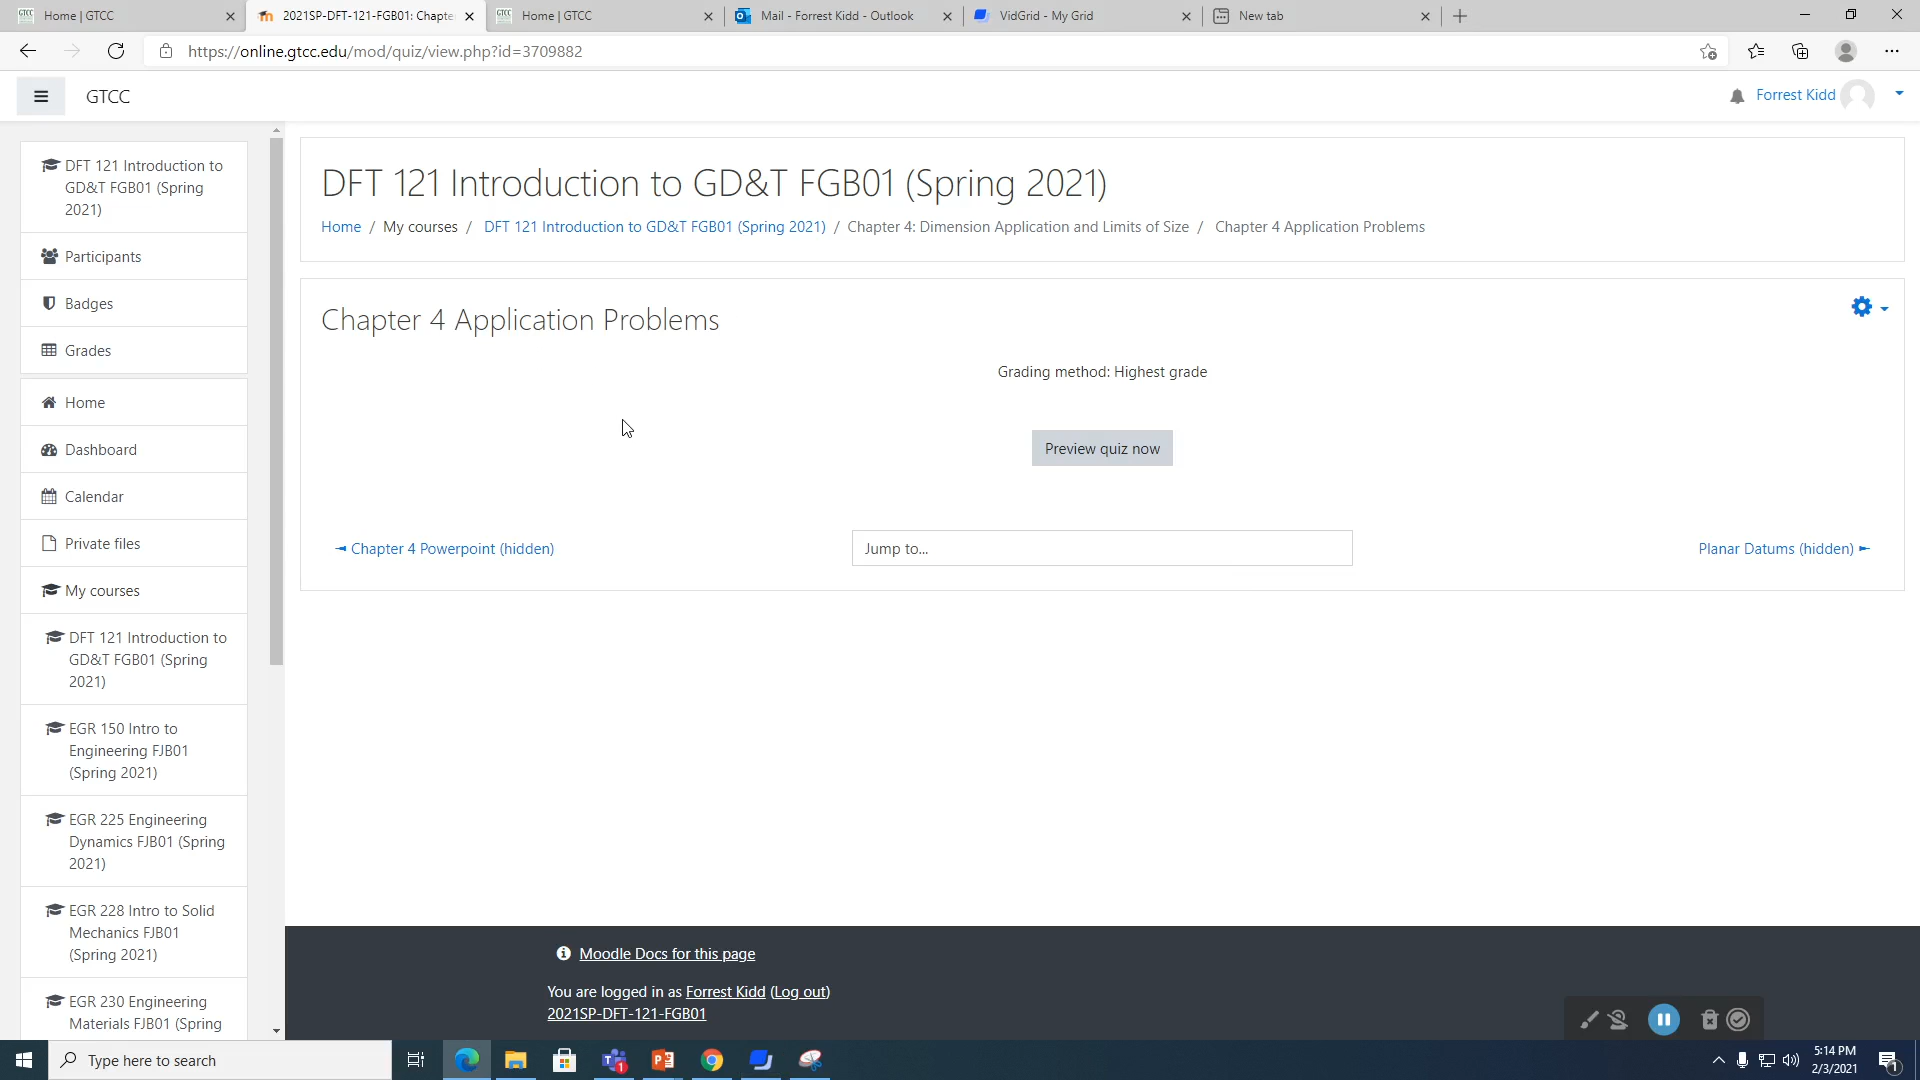 Home | GTCC
2021SP-DFT-121-FGB01: Chapte
Home | GTCC
Mail - Forrest Kidd - Outlook
VidGrid - My Grid
New tab
https://online.gtcc.edu/mod/quiz/view.php?id=3709882
GTCC
Forrest Kidd
DFT 121 Introduction to
GD&T FGB01 (Spring
2021)
Participants
Badges
Grades
Home
Dashboard
Calendar
Private files
My courses
DFT 121 Introduction to
GD&T FGB01 (Spring
2021)
EGR 150 Intro to
Engineering FJB01
(Spring 2021)
EGR 225 Engineering
Dynamics FJB01 (Spring
2021)
EGR 228 Intro to Solid
Mechanics FJB01
(Spring 2021)
EGR 230 Engineering
Materials FJB01 (Spring
DFT 121 Introduction to GD&T FGB01 (Spring 2021)
Home / My courses / DFT 121 Introduction to GD&T FGB01 (Spring 2021) / Chapter 4: Dimension Application and Limits of Size / Chapter 4 Application Problems
Chapter 4 Application Problems
Grading method: Highest grade
Preview quiz now
◄ Chapter 4 Powerpoint (hidden)
Jump to...
Planar Datums (hidden) ►
Moodle Docs for this page
You are logged in as Forrest Kidd (Log out)
2021SP-DFT-121-FGB01
Type here to search
5:14 PM
2/3/2021